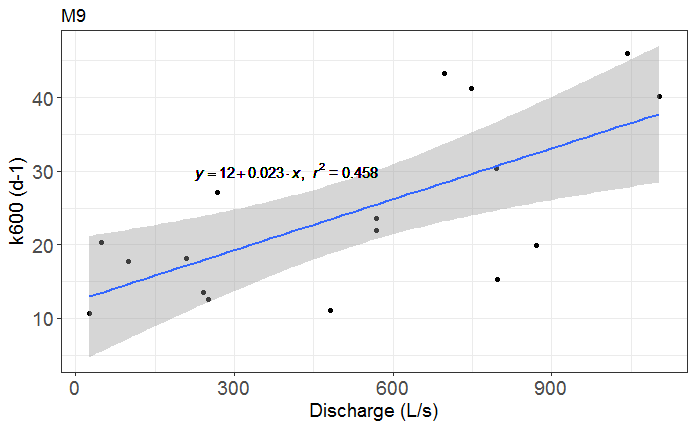 M9
k600 (d-1)
40
30
20
10
y = 12 + 0.023 · x, r² = 0.458
0 300 600 900
Discharge (L/s)